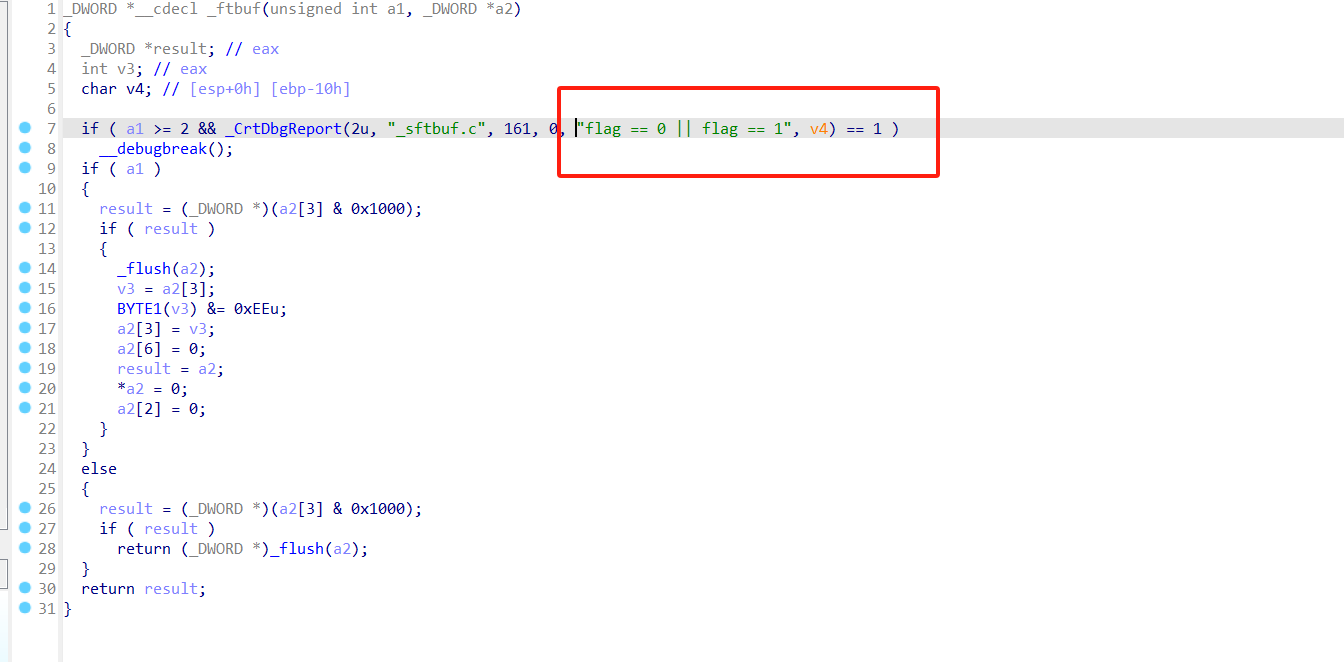 1 _DWORD *__cdecl _ftbuf(unsigned int a1, _DWORD *a2)
2 {
3 _DWORD *result; // eax
4 int v3; // eax
5 char v4; // [esp+0h] [ebp-10h]
6
7 if ( a1 >= 2 && _CrtDbgReport(2u, "_sftbuf.c", 161, 0, "flag == 0 || flag == 1", v4) == 1 )
8 __debugbreak();
9 if ( a1 )
10 {
11 result = (_DWORD *)(a2[3] & 0x1000);
12 if ( result )
13 {
14 _flush(a2);
15 v3 = a2[3];
16 BYTE1(v3) &= 0xEEu;
17 a2[3] = v3;
18 a2[6] = 0;
19 result = a2;
20 *a2 = 0;
21 a2[2] = 0;
22 }
23 }
24 else
25 {
26 result = (_DWORD *)(a2[3] & 0x1000);
27 if ( result )
28 return (_DWORD *)_flush(a2);
29 }
30 return result;
31 }